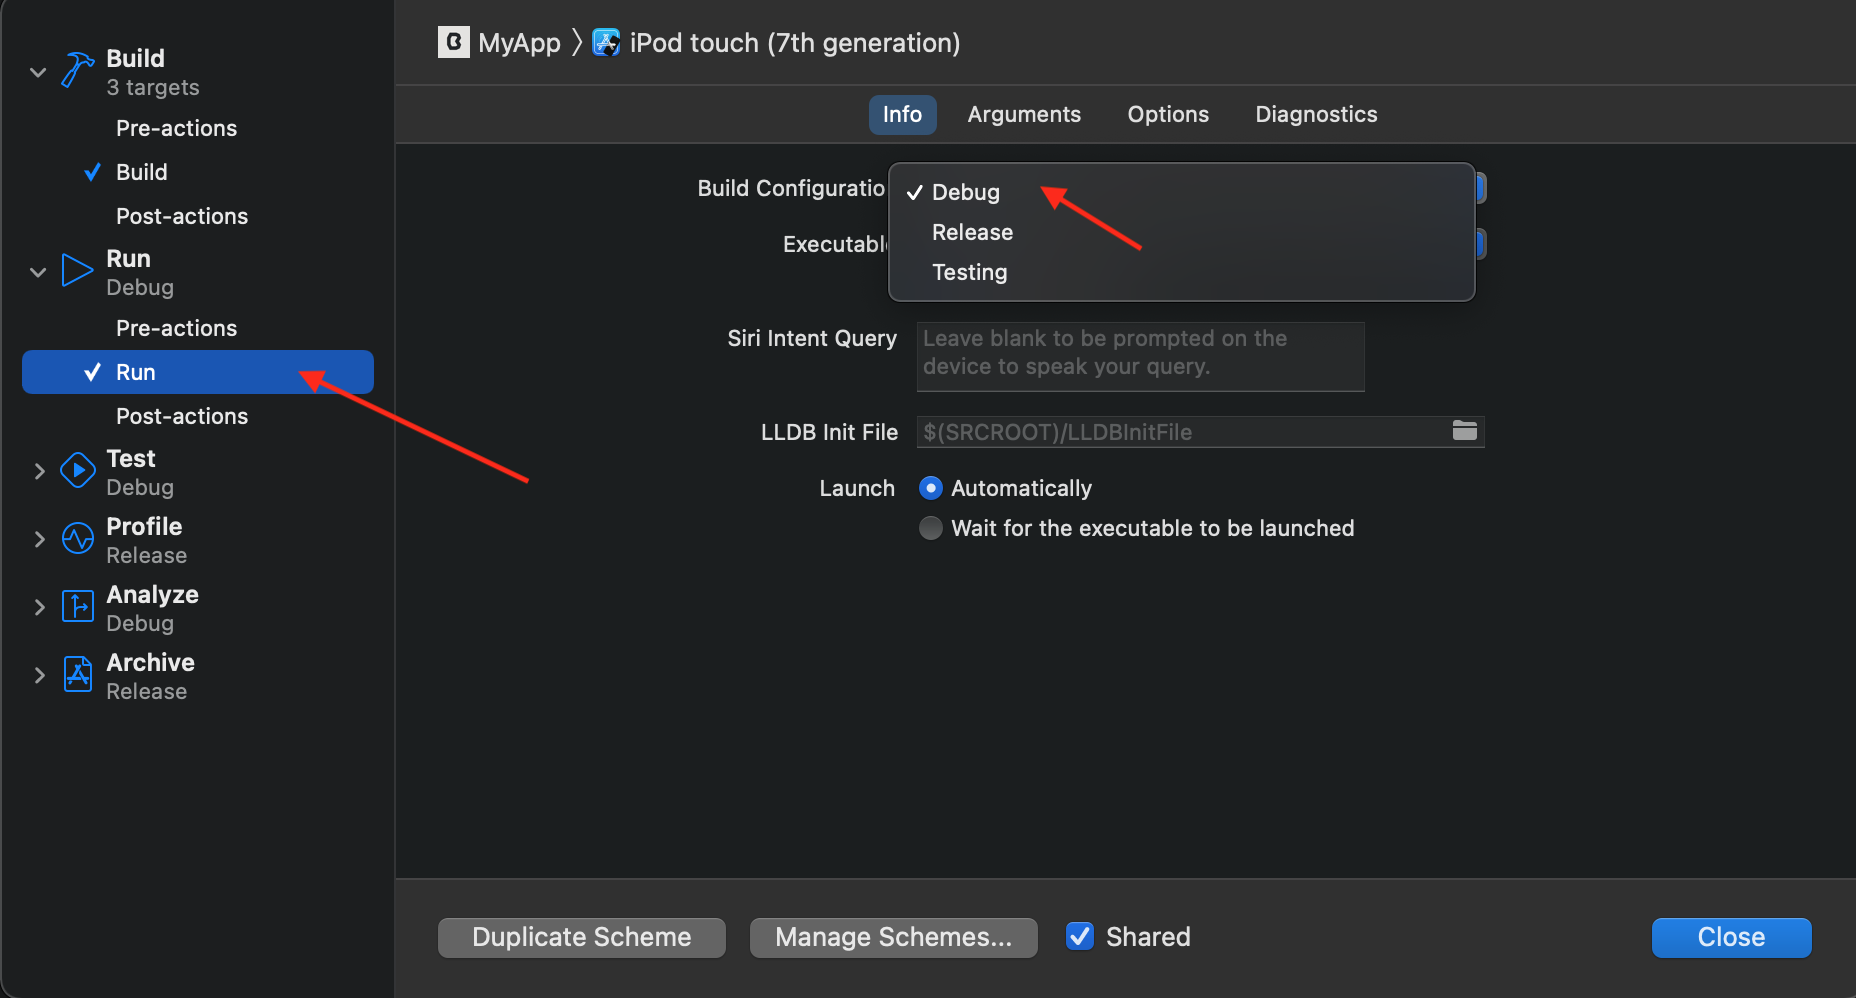 Build
3 targets
Pre-actions
Build
Post-actions
Run
Debug
Pre-actions
Run
Post-actions
Test
Debug
Profile
Release
Analyze
Debug
Archive
Release
MyApp 〉 iPod touch (7th generation)
Info Arguments Options Diagnostics
Build Configuratio
Debug
Release
Testing
Executabl
Siri Intent Query
Leave blank to be prompted on the
device to speak your query.
LLDB Init File
$(SRCROOT)/LLDBInitFile
Launch
Automatically
Wait for the executable to be launched
Duplicate Scheme
Manage Schemes...
Shared
Close